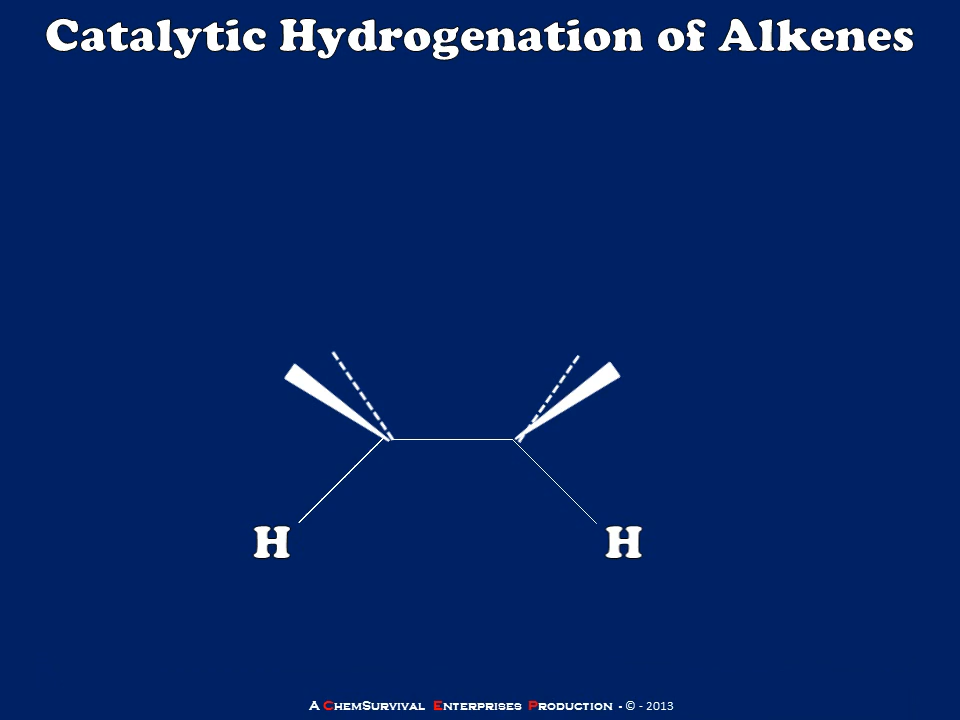 Catalytic Hydrogenation of Alkenes
H H
A ChemSurvival Enterprises Production - © - 2013